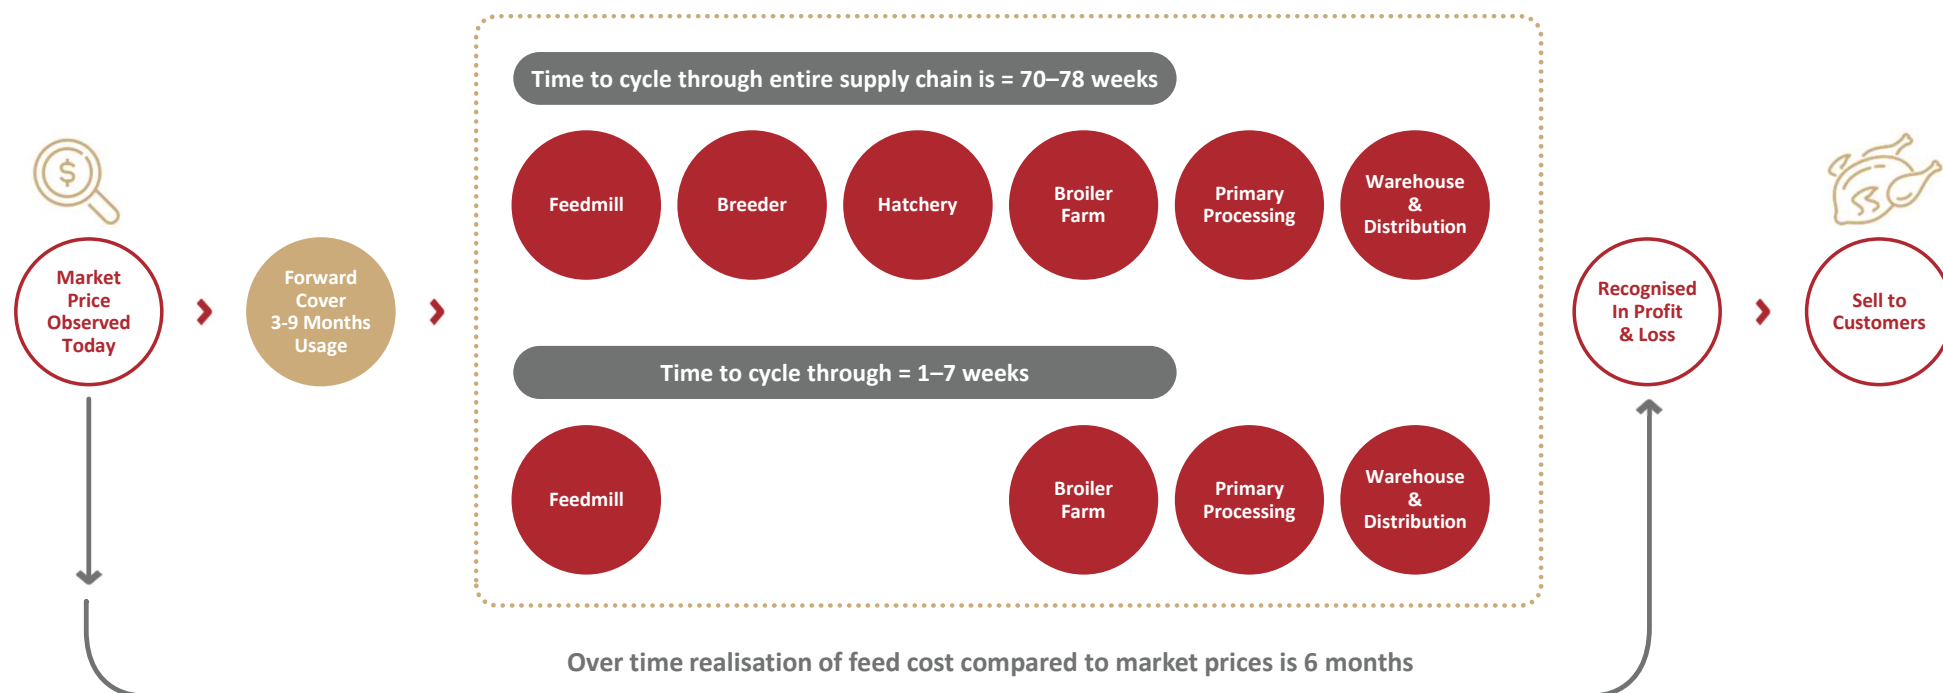 Time to cycle through entire supply chain is = 70–78 weeks
Feedmill
Breeder
Hatchery
Broiler
Farm
Primary
Processing
Warehouse
&
Distribution
$
Market
Price
Observed
Today
Forward
Cover
3-9 Months
Usage
Recognised
In Profit
& Loss
Sell to
Customers
Time to cycle through = 1–7 weeks
Feedmill
Broiler
Farm
Primary
Processing
Warehouse
&
Distribution
Over time realisation of feed cost compared to market prices is 6 months